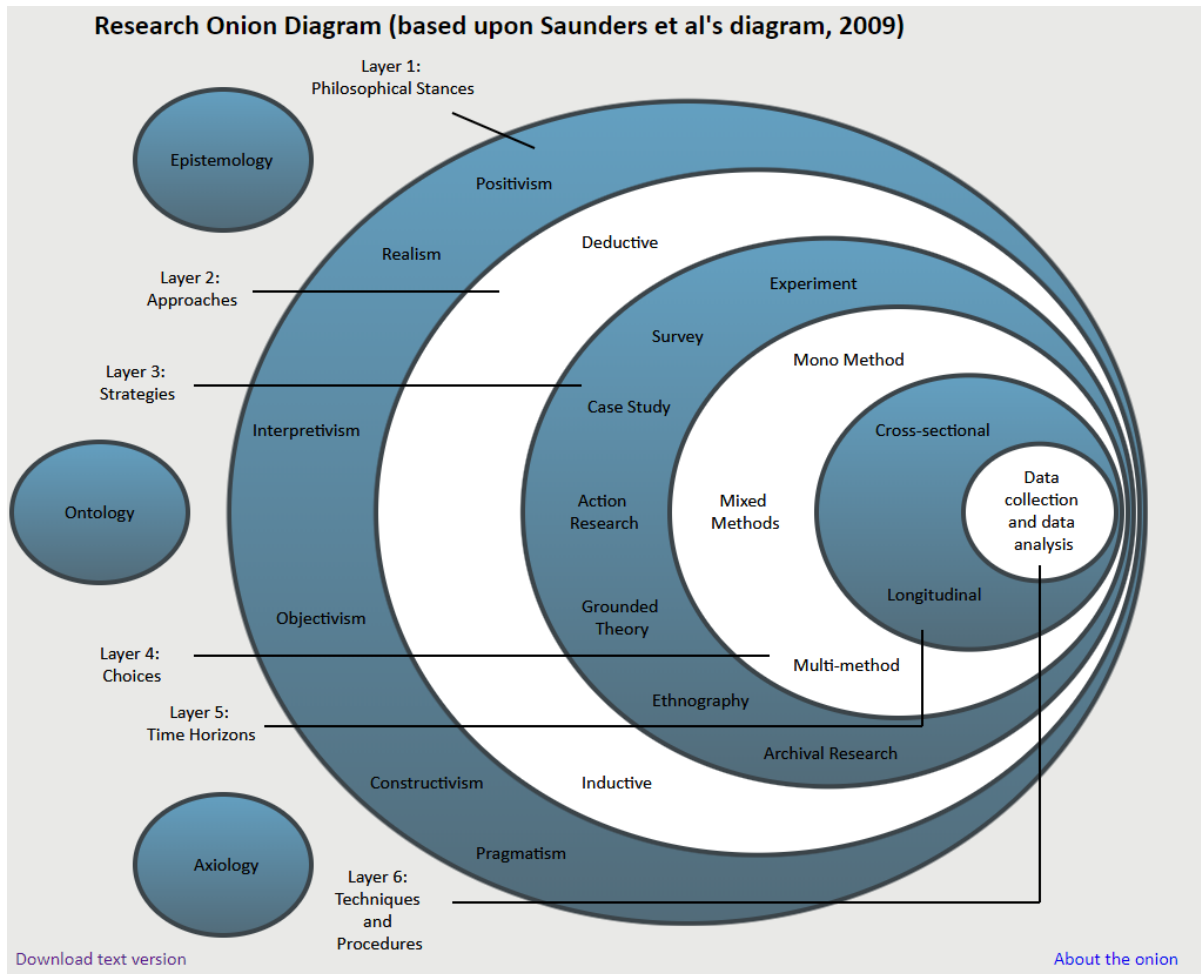 Research Onion Diagram (based upon Saunders et al's diagram, 2009)
Layer 1:
Philosophical Stances
Epistemology
Positivism
Realism
Deductive
Layer 2:
Approaches
Experiment
Survey
Mono Method
Layer 3:
Strategies
Case Study
Interpretivism
Cross-sectional
Ontology
Action
Research
Mixed
Methods
Data
collection
and data
analysis
Longitudinal
Grounded
Theory
Objectivism
Layer 4:
Choices
Multi-method
Ethnography
Layer 5:
Time Horizons
Archival Research
Constructivism
Inductive
Pragmatism
Axiology
Layer 6:
Techniques
and
Procedures
Download text version
About the onion